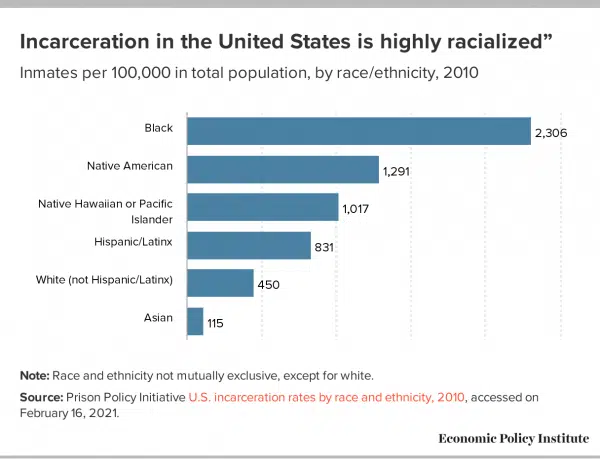 Incarceration in the United States is highly racialized”
Inmates per 100,000 in total population, by race/ethnicity, 2010
Black
2,306
Native American
1,291
Native Hawaiian or Pacific
Islander
1,017
Hispanic/Latinx
831
White (not Hispanic/Latinx)
450
Asian
115
Note: Race and ethnicity not mutually exclusive, except for white.
Source: Prison Policy Initiative U.S. incarceration rates by race and ethnicity, 2010, accessed on
February 16, 2021.
Economic Policy Institute